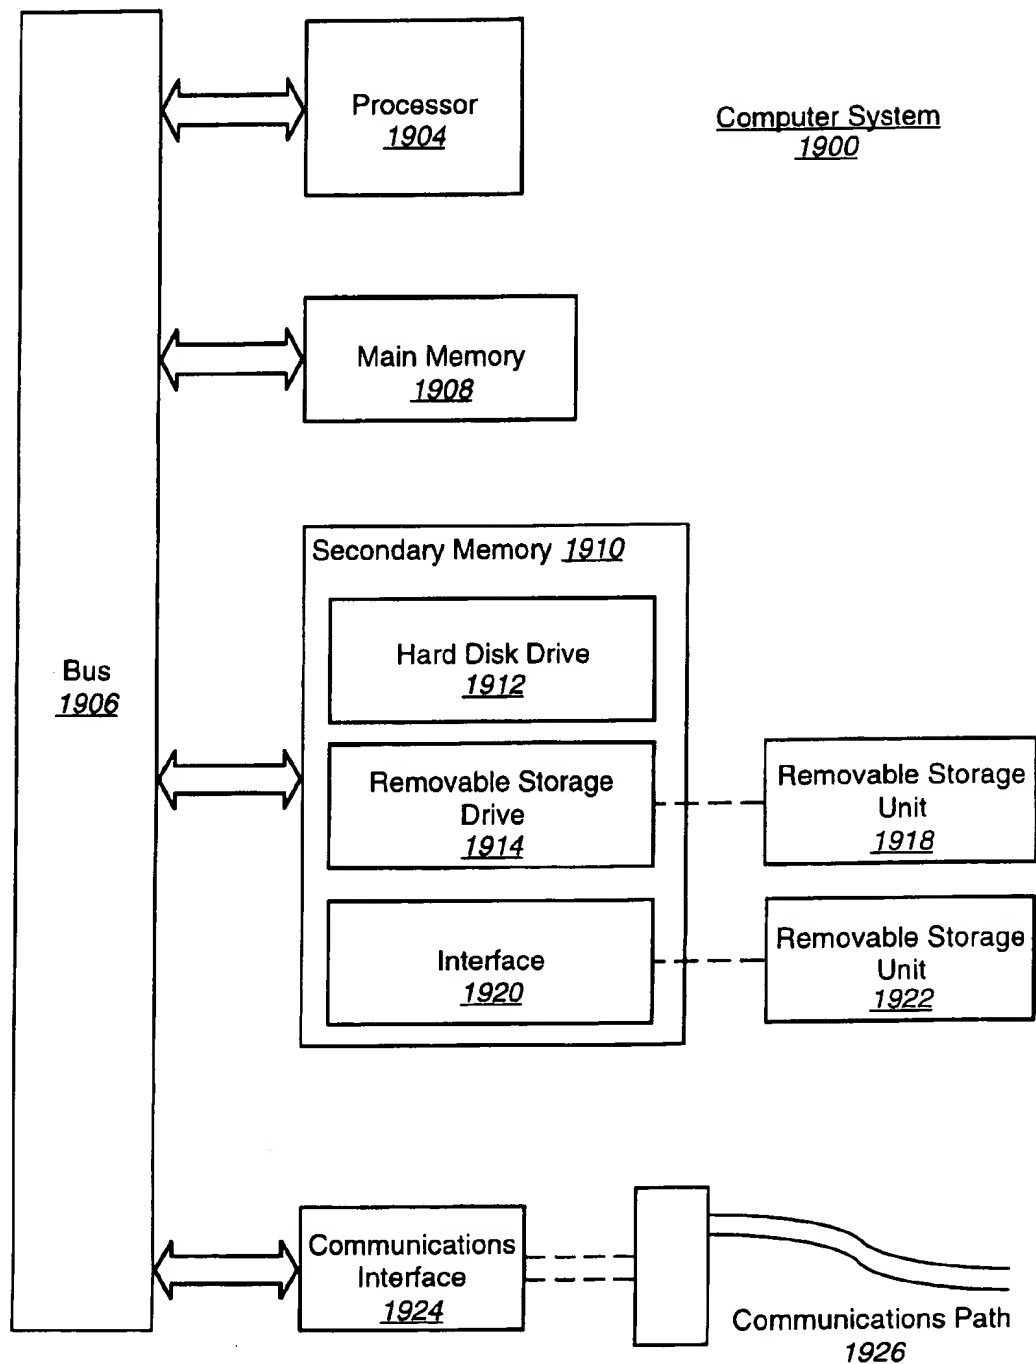 Processor
1904
Computer System
1900
Main Memory
1908
Secondary Memory 1910
Hard Disk Drive
1912
Bus
1906
Removable Storage
Drive
1914
Removable Storage
Unit
1918
Interface
1920
Removable Storage
Unit
1922
Communications
Interface
1924
Communications Path
1926